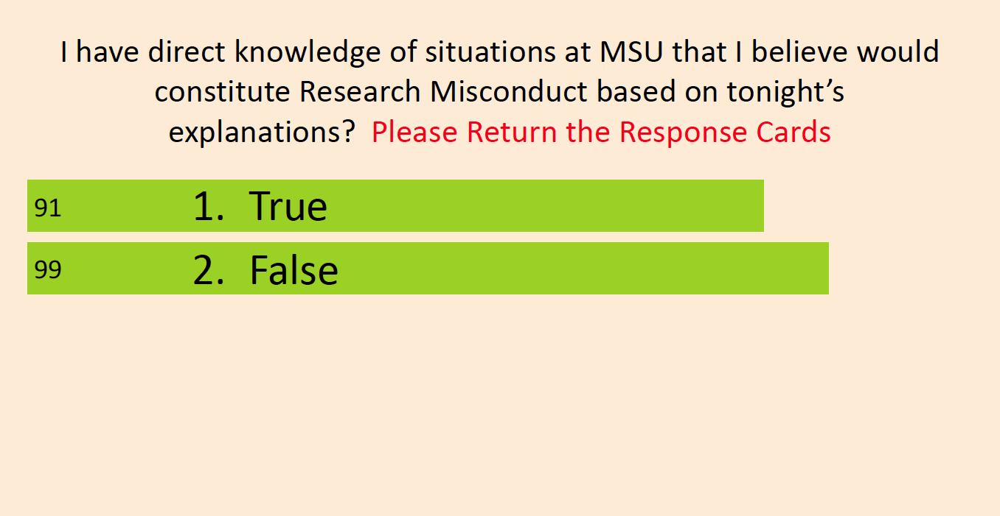 I have direct knowledge of situations at MSU that I believe would
constitute Research Misconduct based on tonight’s
explanations?  Please Return the Response Cards
91 1. True
99 2. False